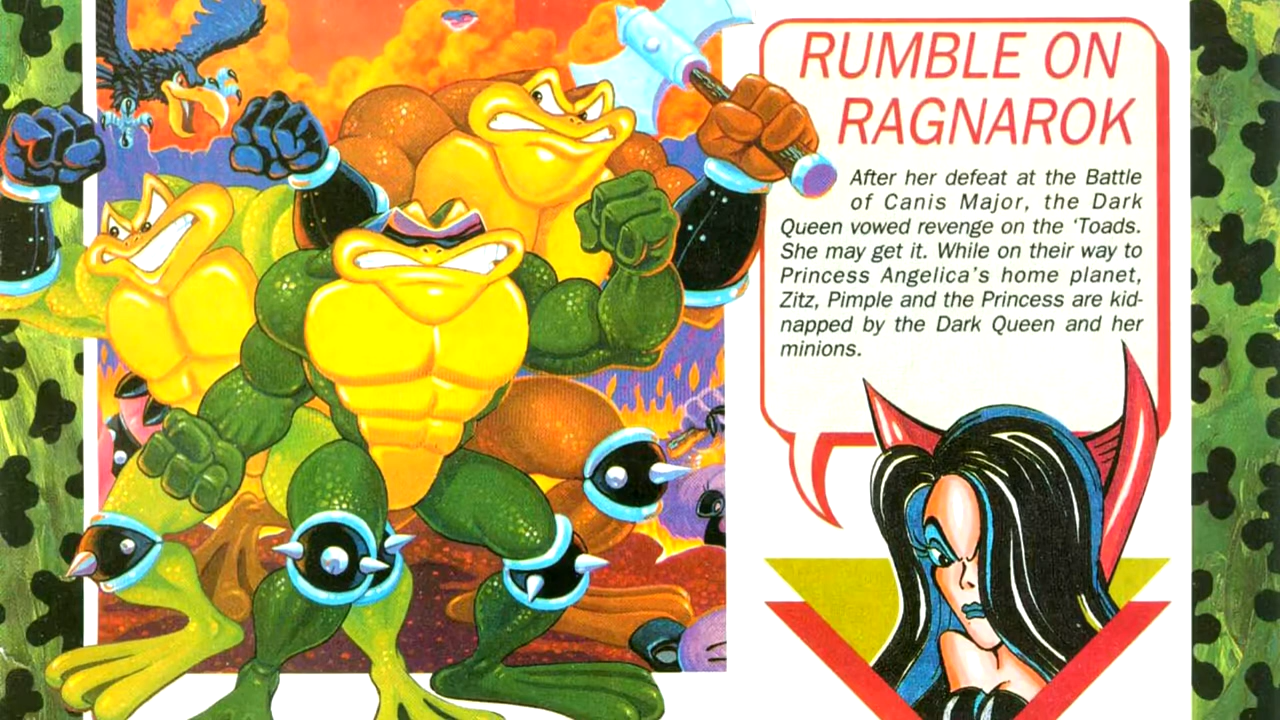 RUMBLE ON
RAGNAROK
After her defeat at the Battle
of Canis Major, the Dark
Queen vowed revenge on the ‘Toads.
She may get it. While on their way to
Princess Angelica’s home planet,
Zitz, Pimple and the Princess are kid-
napped by the Dark Queen and her
minions.